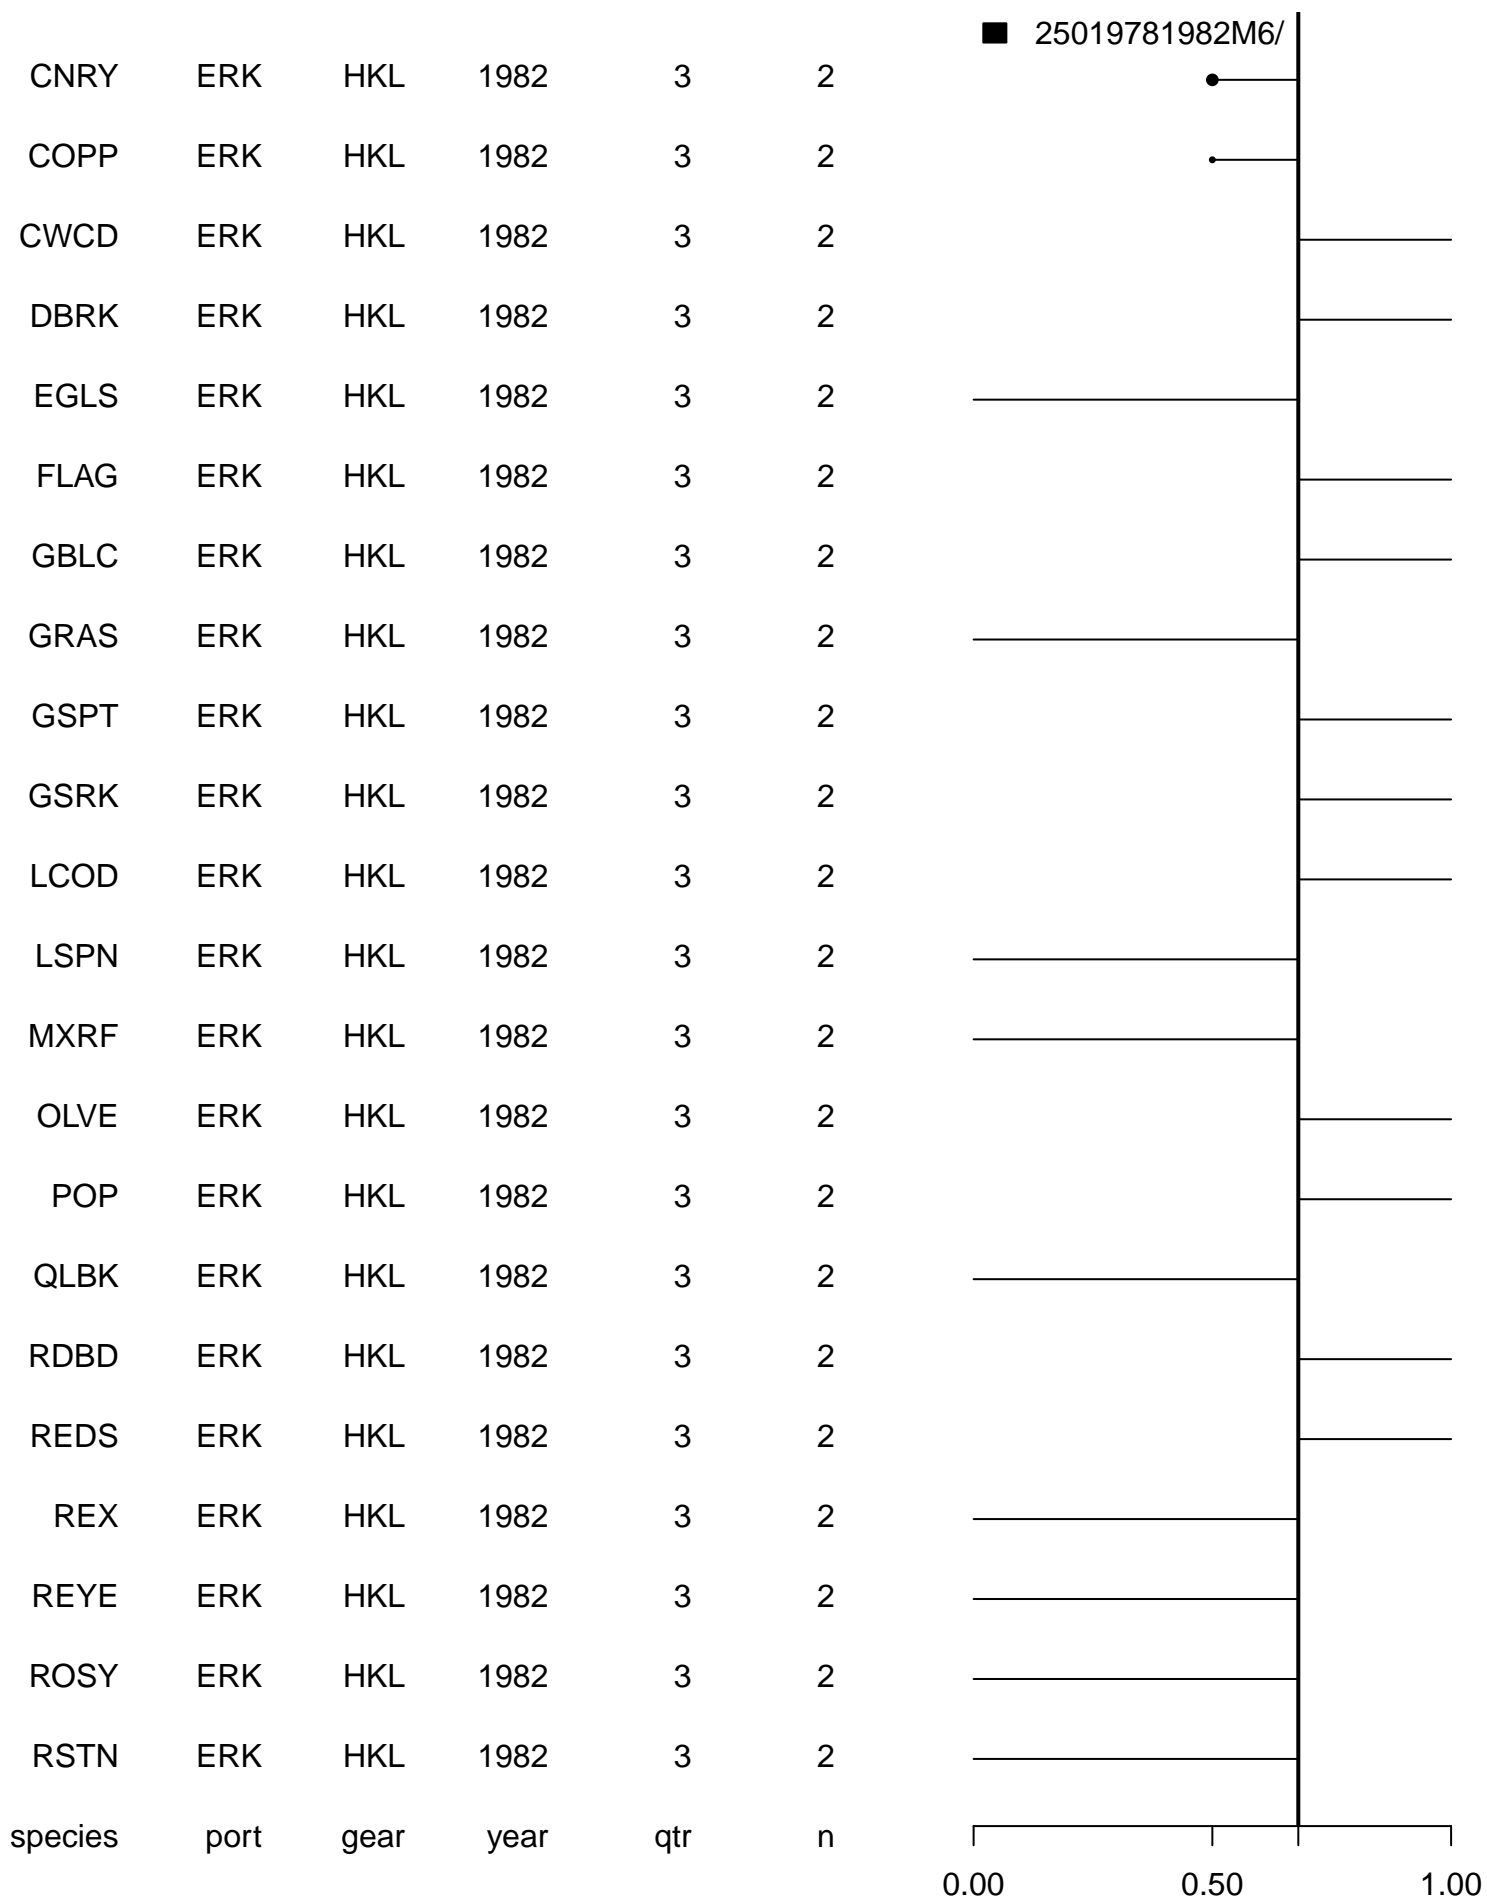 25019781982M6/
CNRY ERK HKL 1982 3 2
COPP ERK HKL 1982 3 2
CWCD ERK HKL 1982 3 2
DBRK ERK HKL 1982 3 2
EGLS ERK HKL 1982 3 2
FLAG ERK HKL 1982 3 2
GBLC ERK HKL 1982 3 2
GRAS ERK HKL 1982 3 2
GSPT ERK HKL 1982 3 2
GSRK ERK HKL 1982 3 2
LCOD ERK HKL 1982 3 2
LSPN ERK HKL 1982 3 2
MXRF ERK HKL 1982 3 2
OLVE ERK HKL 1982 3 2
POP ERK HKL 1982 3 2
QLBK ERK HKL 1982 3 2
RDBD ERK HKL 1982 3 2
REDS ERK HKL 1982 3 2
REX ERK HKL 1982 3 2
REYE ERK HKL 1982 3 2
ROSY ERK HKL 1982 3 2
RSTN ERK HKL 1982 3 2
species port gear year qtr n
0.00 0.50 1.00